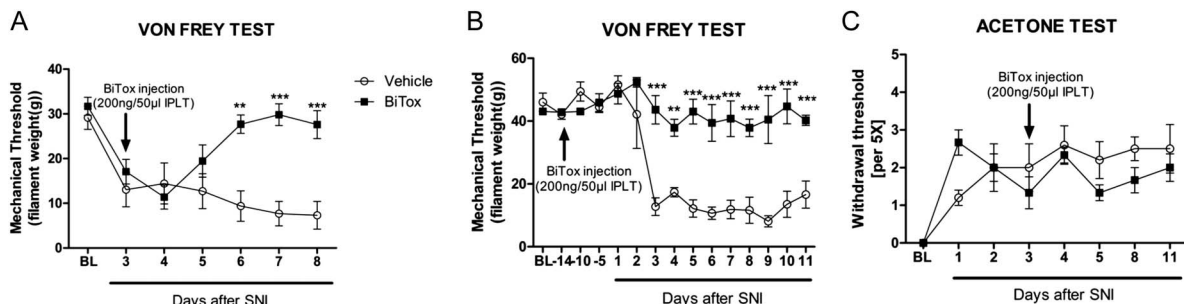 A
VON FREY TEST
Mechanical Threshold
(filament weight(g))
40
30
20
10
0
BiTox injection
(200ng/50µl IPLT)
**
***
***
BL
3
4
5
6
7
8
Days after SNI
Vehicle
BiTox
B
VON FREY TEST
Mechanical threshold
(filament weight(g))
60
40
20
0
***
**
***
***
***
***
***
***
***
BiTox injection
(200ng/50µl IPLT)
BL-14-10 -5 1 2 3 4 5 6 7 8 9 10 11
Days after SNI
C
ACETONE TEST
Withdrawal threshold
[per 5X]
5
4
3
2
1
0
BiTox injection
(200ng/50µl IPLT)
BL
1
2
3
4
5
8
11
Days after SNI